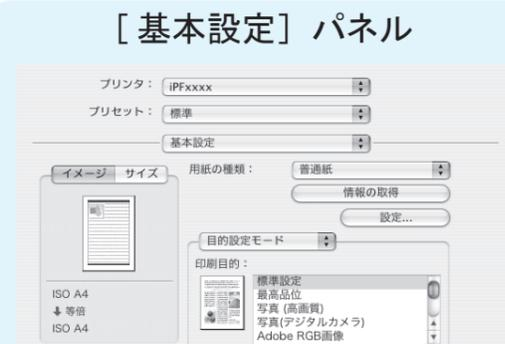 ［基本設定］パネル
プリンタ： iPFxxxx
プリセット： 標準
基本設定
イメージ サイズ
用紙の種類： 普通紙
情報の取得
設定...
目的設定モード
印刷目的：
標準設定
最高品位
写真 (高画質)
写真(デジタルカメラ)
Adobe RGB画像
ISO A4
等倍
ISO A4